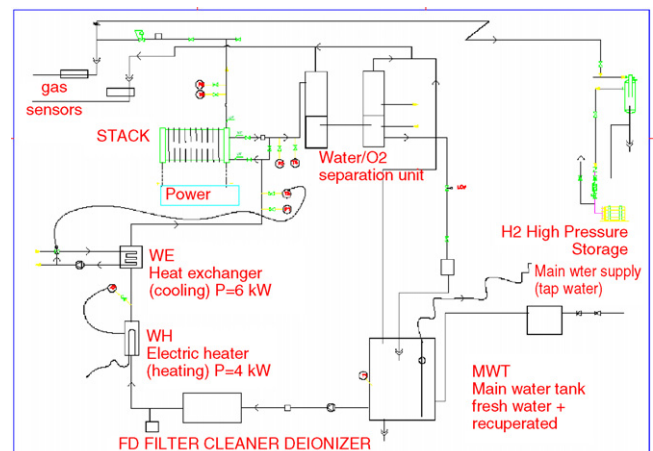 gas
sensors
STACK
Power
Water/O2
separation unit
H2 High Pressure
Storage
Main wter supply
(tap water)
WE
Heat exchanger
(cooling) P=6 kW
WH
Electric heater
(heating) P=4 kW
MWT
Main water tank
fresh water +
recuperated
FD FILTER CLEANER DEIONIZER